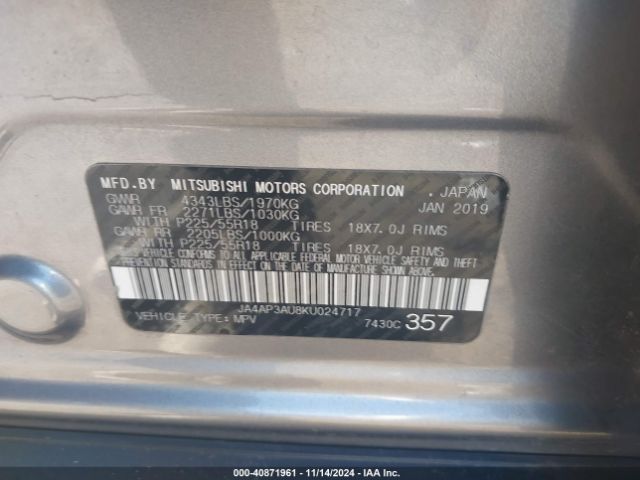 MFD.BY MITSUBISHI MOTORS CORPORATION . JAPAN
GVWR 4343LBS/1970KG JAN 2019
GAWR FR 2271LBS/1030KG
WITH P225/55R18 TIRES 18X7.0J RIMS
GAWR RR 2205LBS/1000KG
WITH P225/55R18 TIRES 18X7.0J RIMS
THIS VEHICLE CONFORMS TO ALL APPLICABLE FEDERAL MOTOR VEHICLE SAFETY AND THEFT
PREVENTION STANDARDS IN EFFECT ON THE DATE OF MANUFACTURE SHOWN ABOVE.
JA4AP3AU8KU024717
VEHICLE TYPE: MPV 7430C 357
000-40871961 - 11/14/2024 - IAA Inc.